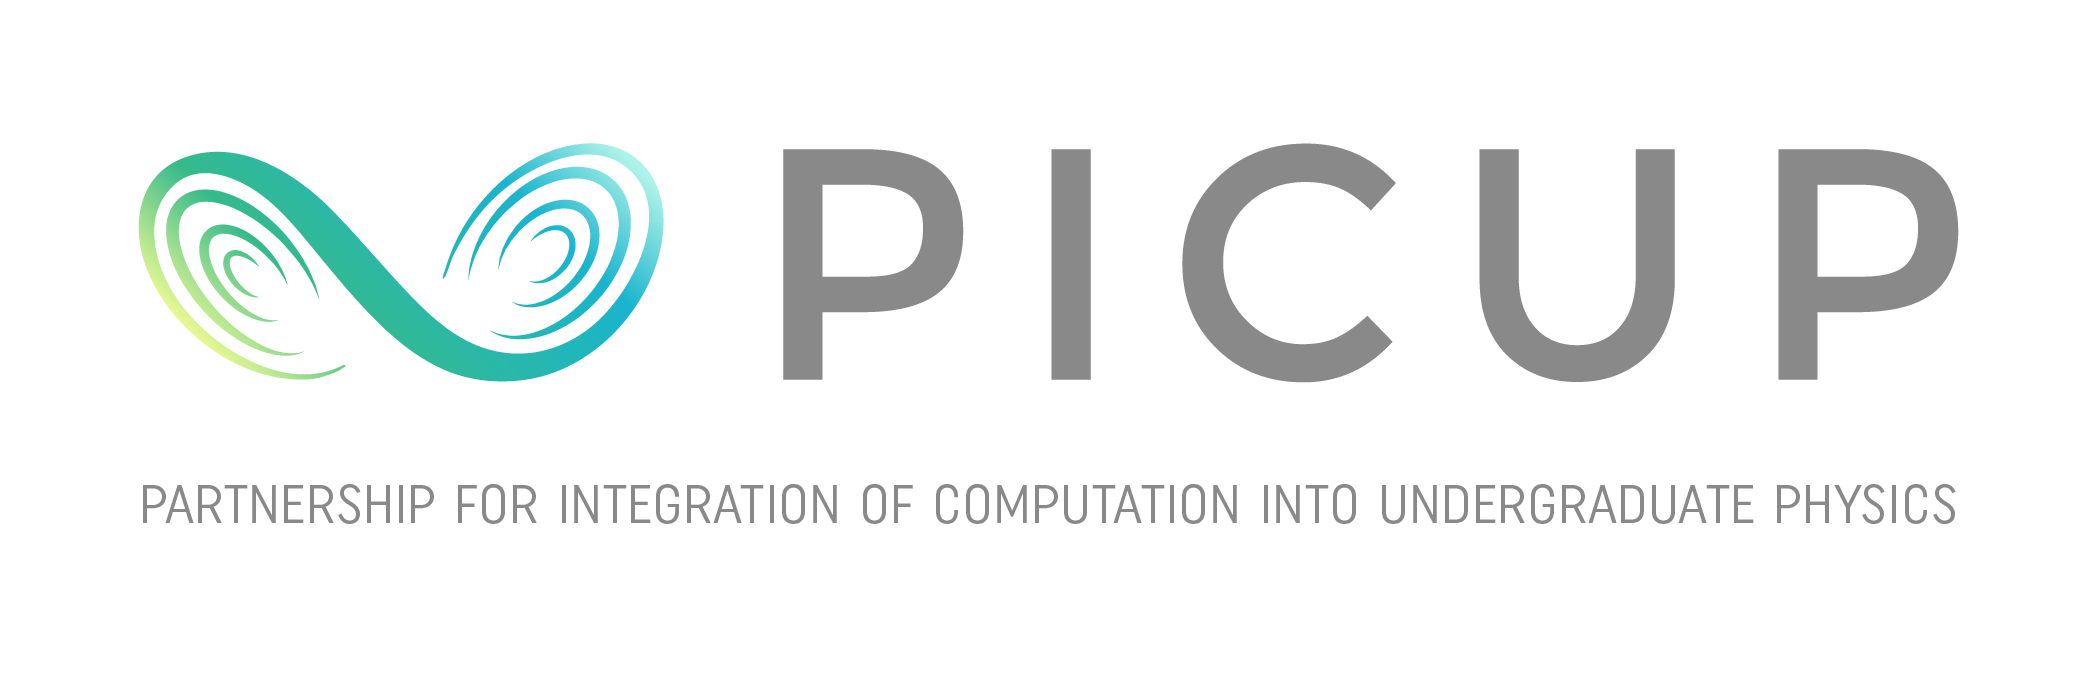 PICUP
PARTNERSHIP FOR INTEGRATION OF COMPUTATION INTO UNDERGRADUATE PHYSICS